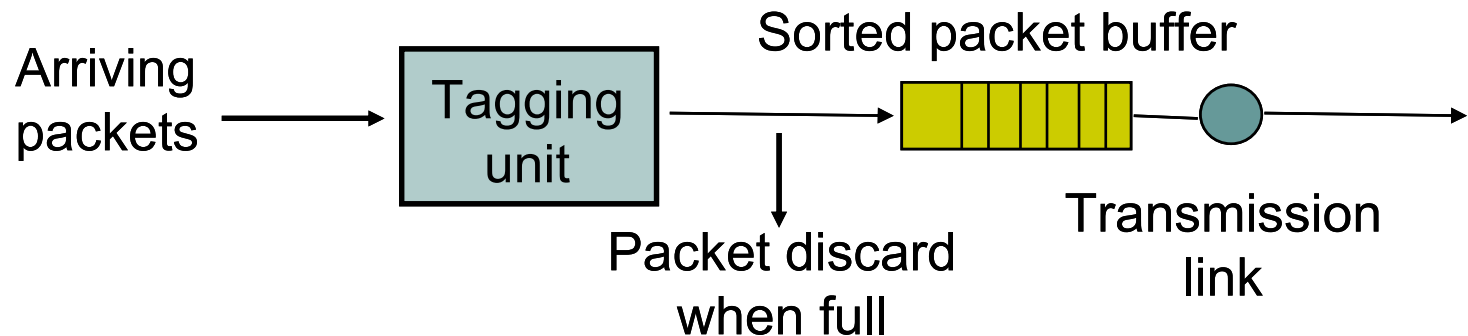 Sorted packet buffer
Arriving
packets
Tagging
unit
Packet discard
when full
Transmission
link